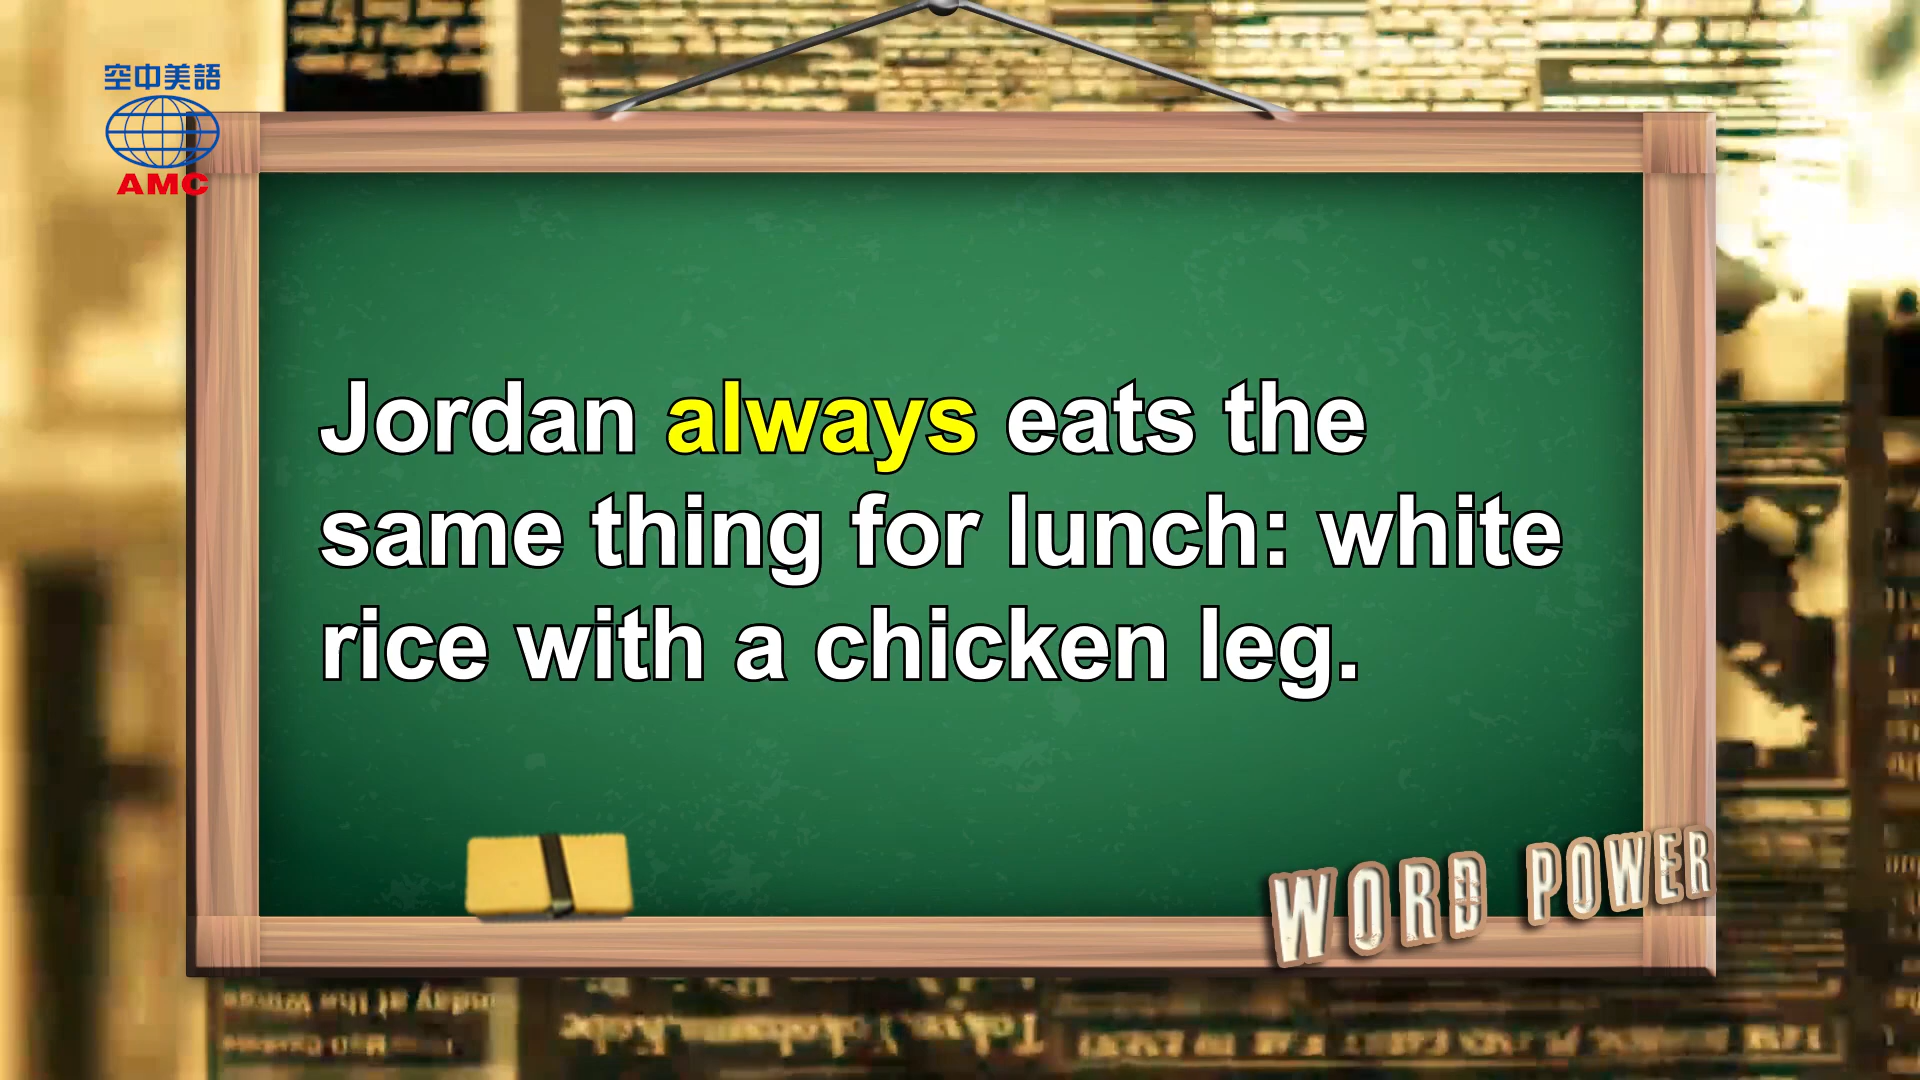 空中美語
AMC
Jordan always eats the
same thing for lunch: white
rice with a chicken leg.
WORD POWER